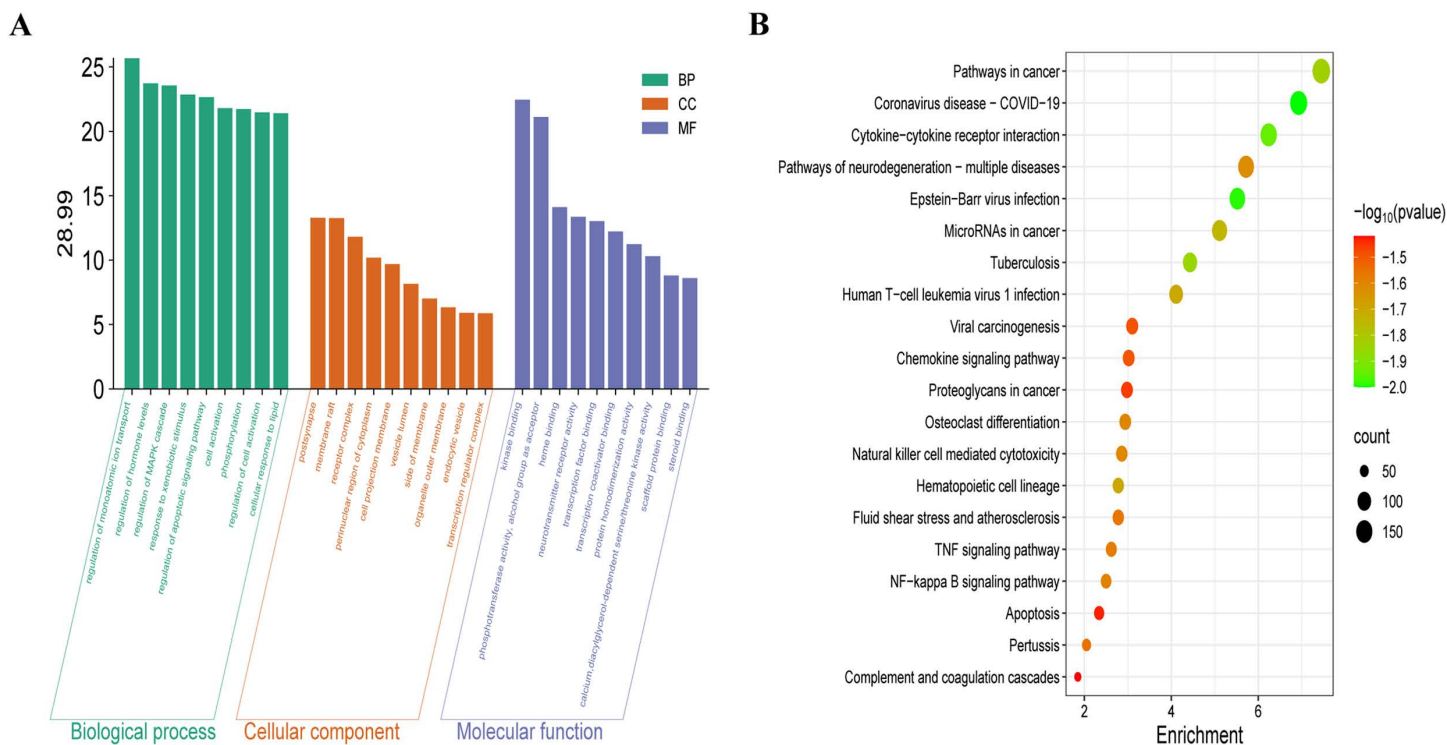 A
25
20
15
10
5
0
28.99
BP
CC
MF
regulation of monoatomic ion transport
regulation of hormone levels
regulation of MAPK cascade
response to xenobiotic stimulus
regulation of apoptotic signaling pathway
cell activation
phosphorylation
regulation of cell activation
cellular response to lipid
postsynapse
membrane raft
receptor complex
perinuclear region of cytoplasm
cell projection membrane
vesicle lumen
side of membrane
organelle outer membrane
endocytic vesicle
transcription regulator complex
kinase binding
phosphotransferase activity, alcohol group as acceptor
heme binding
neurotransmitter receptor activity
transcription factor binding
transcription coactivator binding
protein homodimerization activity
calcium,diacylglycerol-dependent serine/threonine kinase activity
scaffold protein binding
steroid binding
Biological process
Cellular component
Molecular function
B
Pathways in cancer
Coronavirus disease − COVID−19
Cytokine−cytokine receptor interaction
Pathways of neurodegeneration − multiple diseases
Epstein−Barr virus infection
MicroRNAs in cancer
Tuberculosis
Human T−cell leukemia virus 1 infection
Viral carcinogenesis
Chemokine signaling pathway
Proteoglycans in cancer
Osteoclast differentiation
Natural killer cell mediated cytotoxicity
Hematopoietic cell lineage
Fluid shear stress and atherosclerosis
TNF signaling pathway
NF−kappa B signaling pathway
Apoptosis
Pertussis
Complement and coagulation cascades
2 4 6
Enrichment
−log10(pvalue)
−1.5
−1.6
−1.7
−1.8
−1.9
−2.0
count
50
100
150